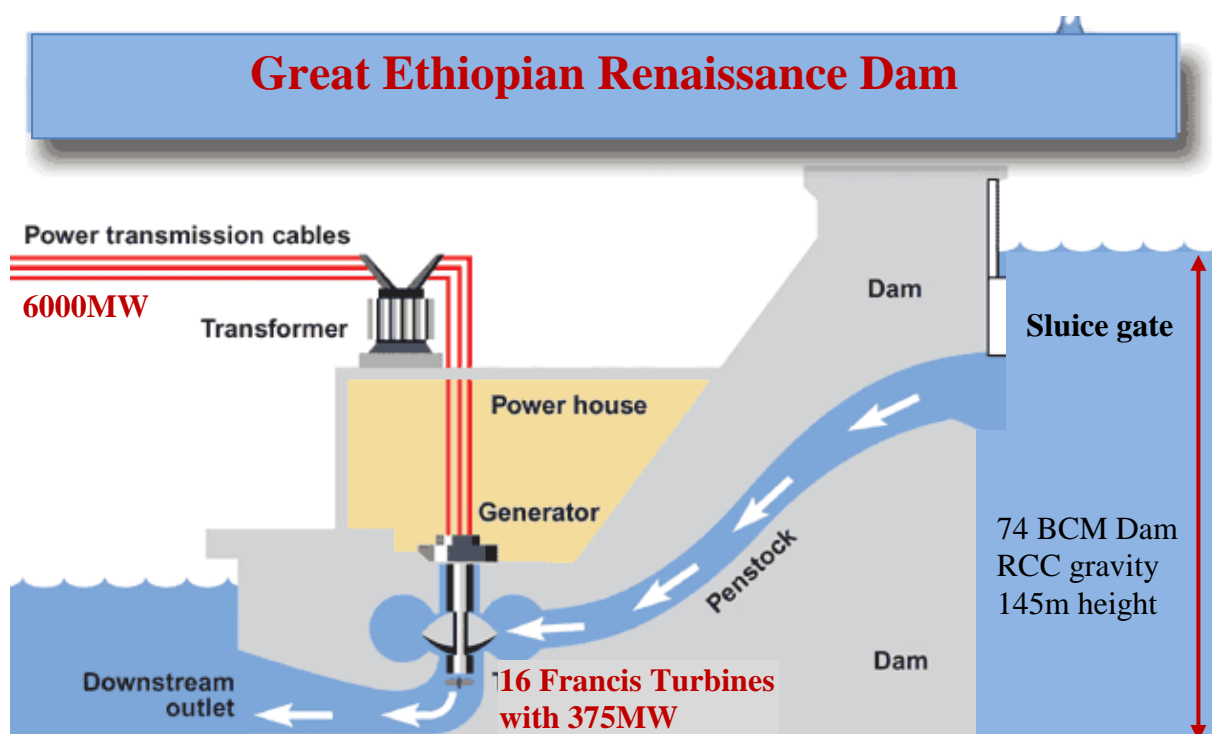 Great Ethiopian Renaissance Dam
Power transmission cables
6000MW
Transformer
Dam
Sluice gate
Power house
Generator
Penstock
74 BCM Dam
RCC gravity
145m height
Dam
16 Francis Turbines
with 375MW
Downstream
outlet